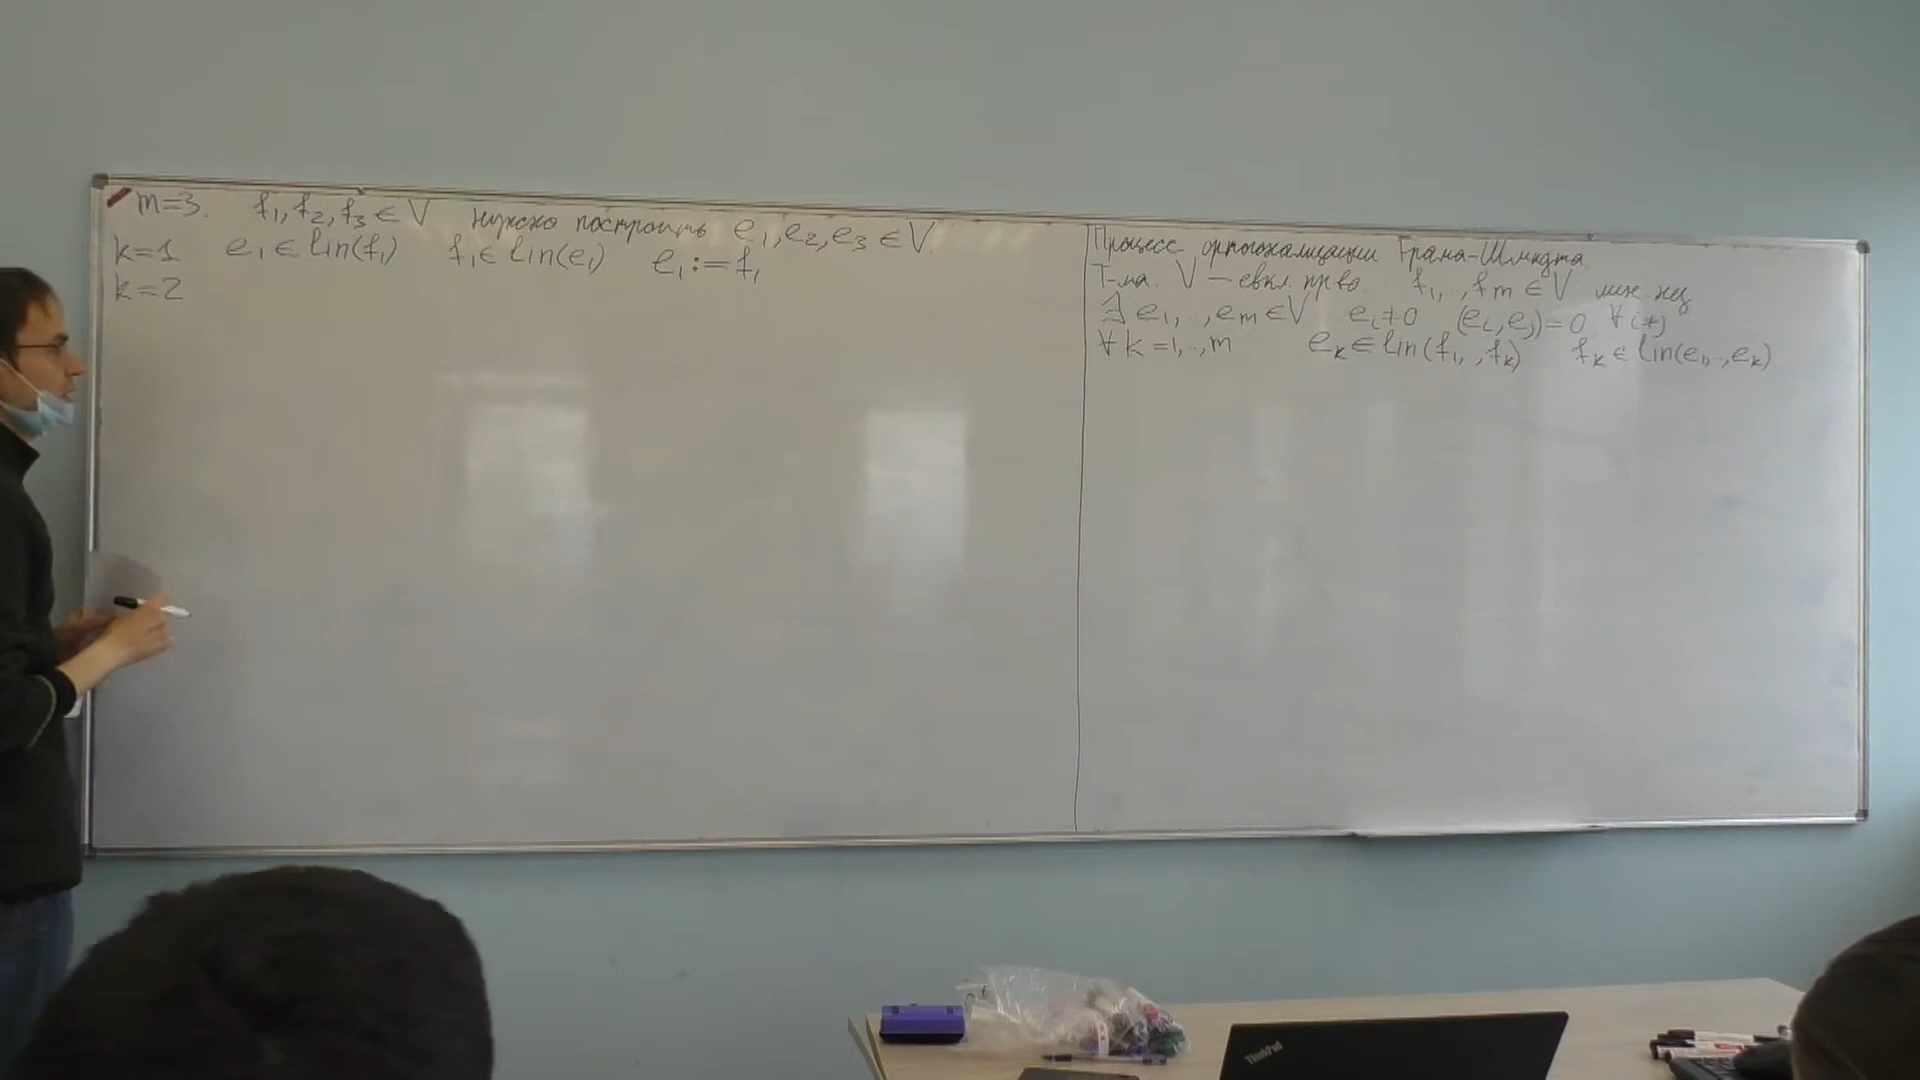 m=3. f₁, f₂, f₃ ∈ V нужно построить e₁, e₂, e₃ ∈ V.
k=1 e₁ ∈ lin(f₁) f₁ ∈ lin(e₁) e₁ := f₁
k=2
Процесс ортогонализации Грама-Шмидта
Т-ма. V — евкл. пр-во f₁, .., fm ∈ V лин. нез
∃ e₁, .., em ∈ V eᵢ ≠ 0 (eᵢ, eⱼ) = 0 ∀ i ≠ j
∀ k = 1, .., m eₖ ∈ lin(f₁, .., fₖ) fₖ ∈ lin(e₁, .., eₖ)
ThinkPad